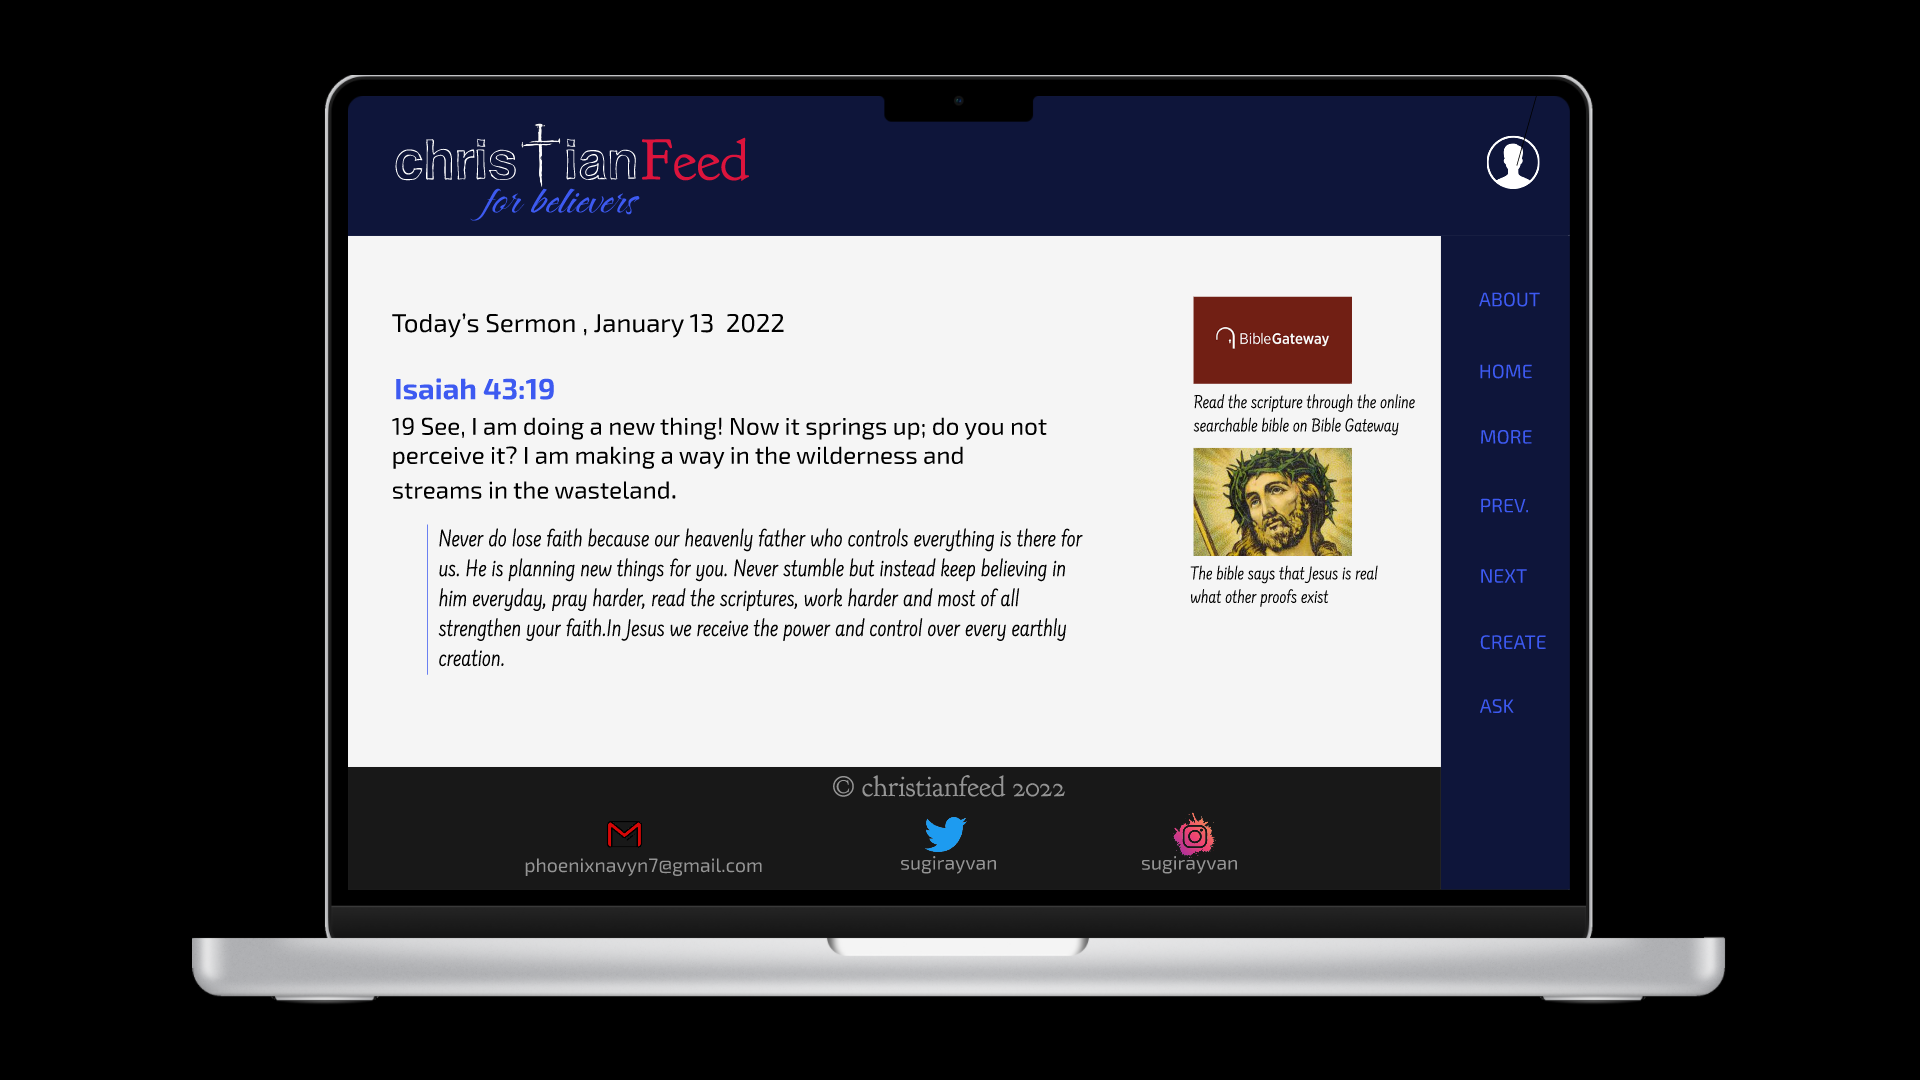 christianFeed
for believers
Today’s Sermon , January 13 2022
Isaiah 43:19
19 See, I am doing a new thing! Now it springs up; do you not
perceive it? I am making a way in the wilderness and
streams in the wasteland.
Never do lose faith because our heavenly father who controls everything is there for
us. He is planning new things for you. Never stumble but instead keep believing in
him everyday, pray harder, read the scriptures, work harder and most of all
strengthen your faith.In Jesus we receive the power and control over every earthly
creation.
BibleGateway
Read the scripture through the online
searchable bible on Bible Gateway
The bible says that Jesus is real
what other proofs exist
ABOUT
HOME
MORE
PREV.
NEXT
CREATE
ASK
© christianfeed 2022
phoenixnavyn7@gmail.com
sugirayvan
sugirayvan